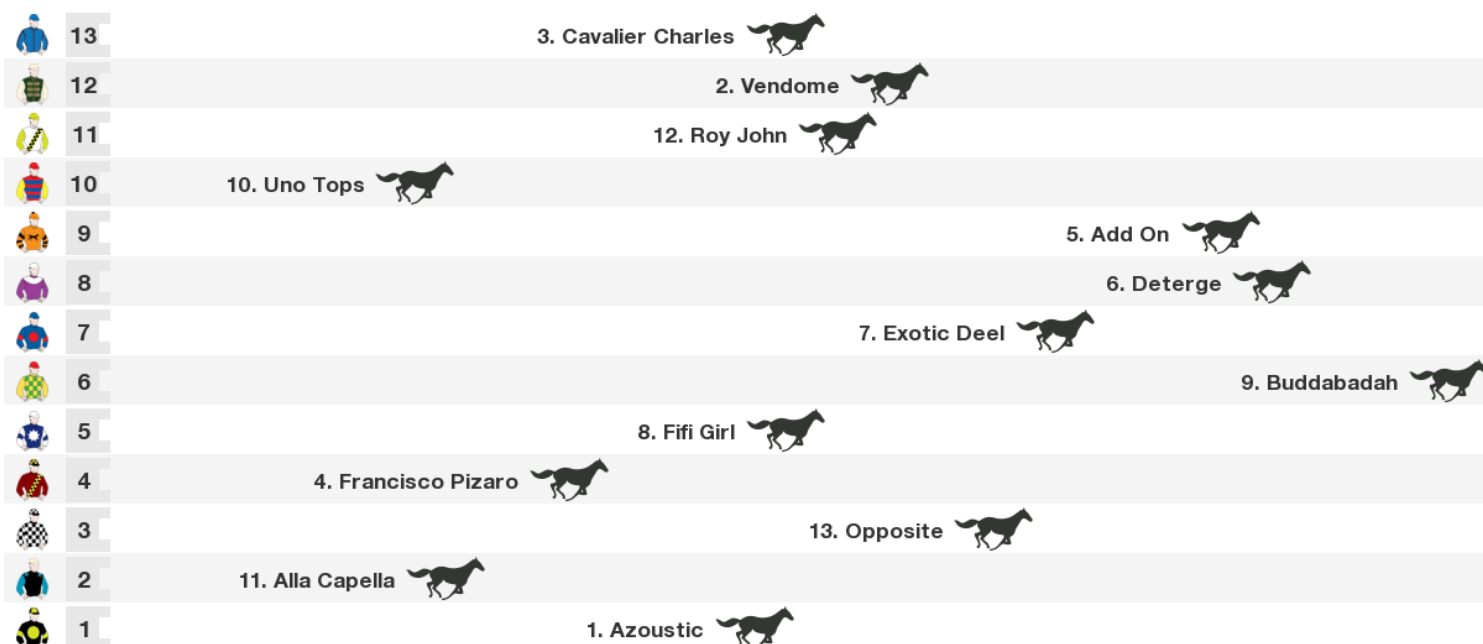 13 3. Cavalier Charles
12 2. Vendome
11 12. Roy John
10 10. Uno Tops
9 5. Add On
8 6. Deterge
7 7. Exotic Deel
6 9. Buddabadah
5 8. Fifi Girl
4 4. Francisco Pizaro
3 13. Opposite
2 11. Alla Capella
1 1. Azoustic